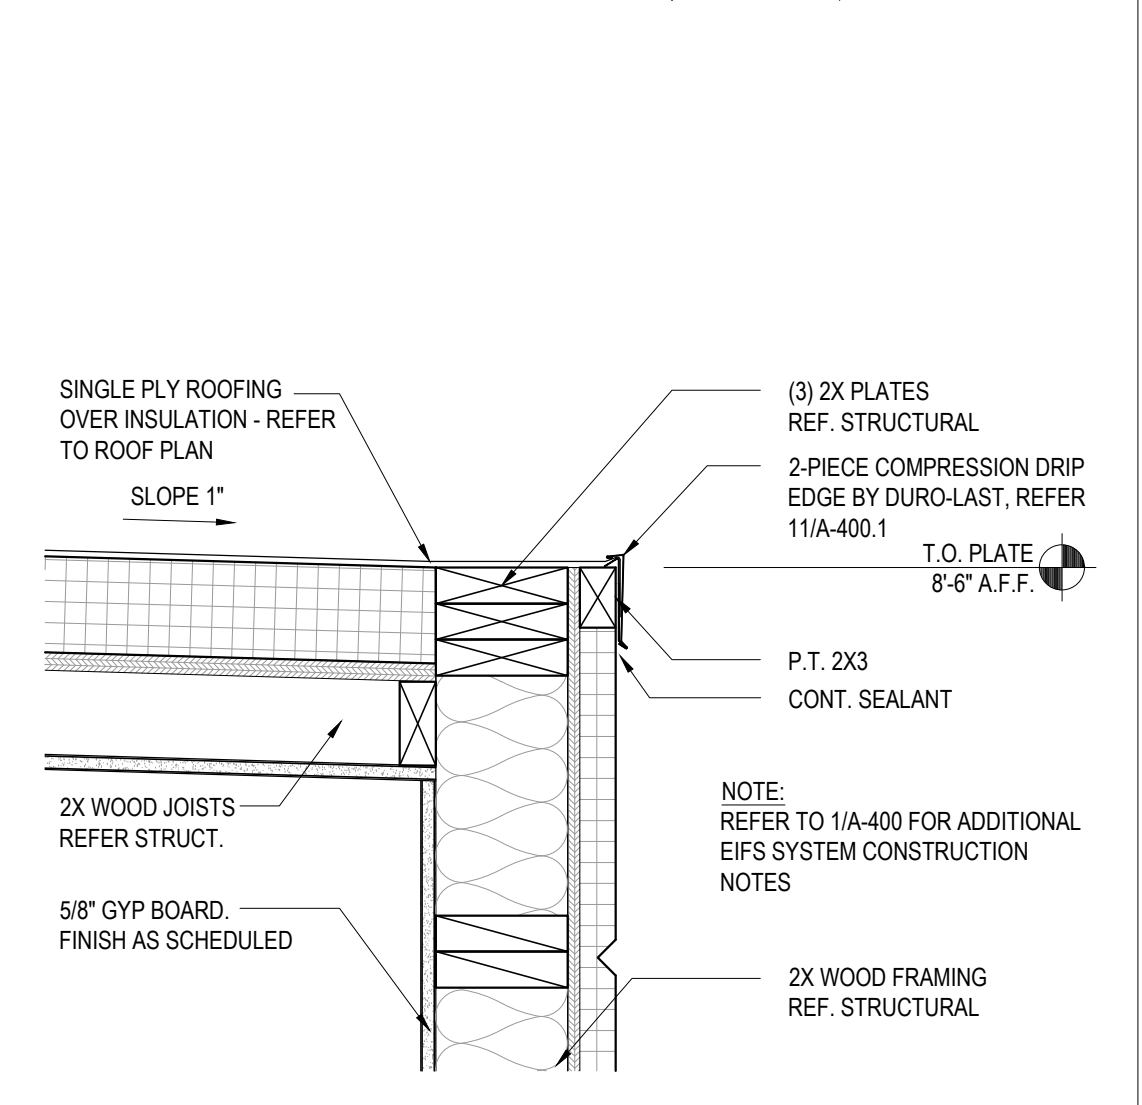 SINGLE PLY ROOFING
OVER INSULATION - REFER
TO ROOF PLAN
SLOPE 1"
(3) 2X PLATES
REF. STRUCTURAL
2-PIECE COMPRESSION DRIP
EDGE BY DURO-LAST, REFER
11/A-400.1
T.O. PLATE
8'-6" A.F.F.
P.T. 2X3
CONT. SEALANT
2X WOOD JOISTS
REFER STRUCT.
NOTE:
REFER TO 1/A-400 FOR ADDITIONAL
EIFS SYSTEM CONSTRUCTION
NOTES
5/8" GYP BOARD.
FINISH AS SCHEDULED
2X WOOD FRAMING
REF. STRUCTURAL